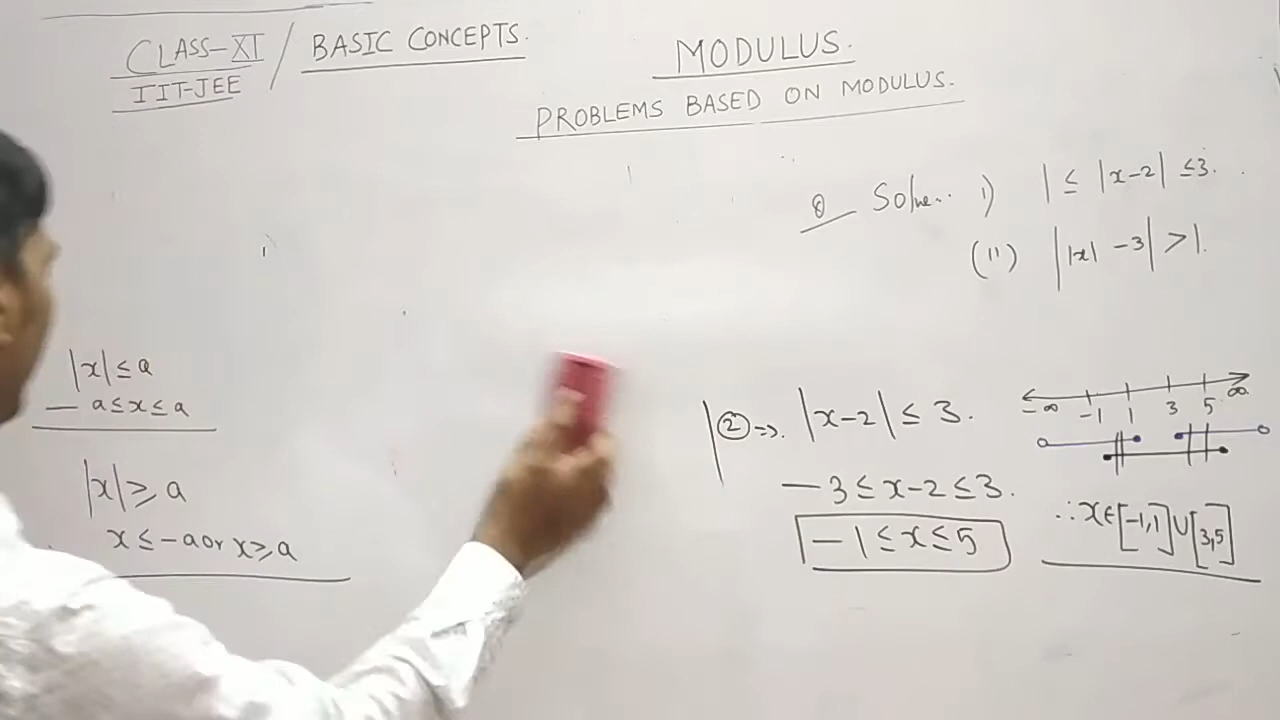 CLASS-XI / BASIC CONCEPTS.
IIT-JEE
MODULUS.
PROBLEMS BASED ON MODULUS.
Q Solve.. i) 1 ≤ |x-2| ≤3.
(ii) ||x| -3| >1.
|x| ≤ a
- a≤x≤a
|x| ≥ a
x ≤ -a or x ≥ a
② => |x-2| ≤ 3.
-3 ≤ x-2 ≤ 3.
-1 ≤ x ≤ 5
-∞ -1 1 3 5 ∞
∴ x∈[-1,1]∪[3,5]